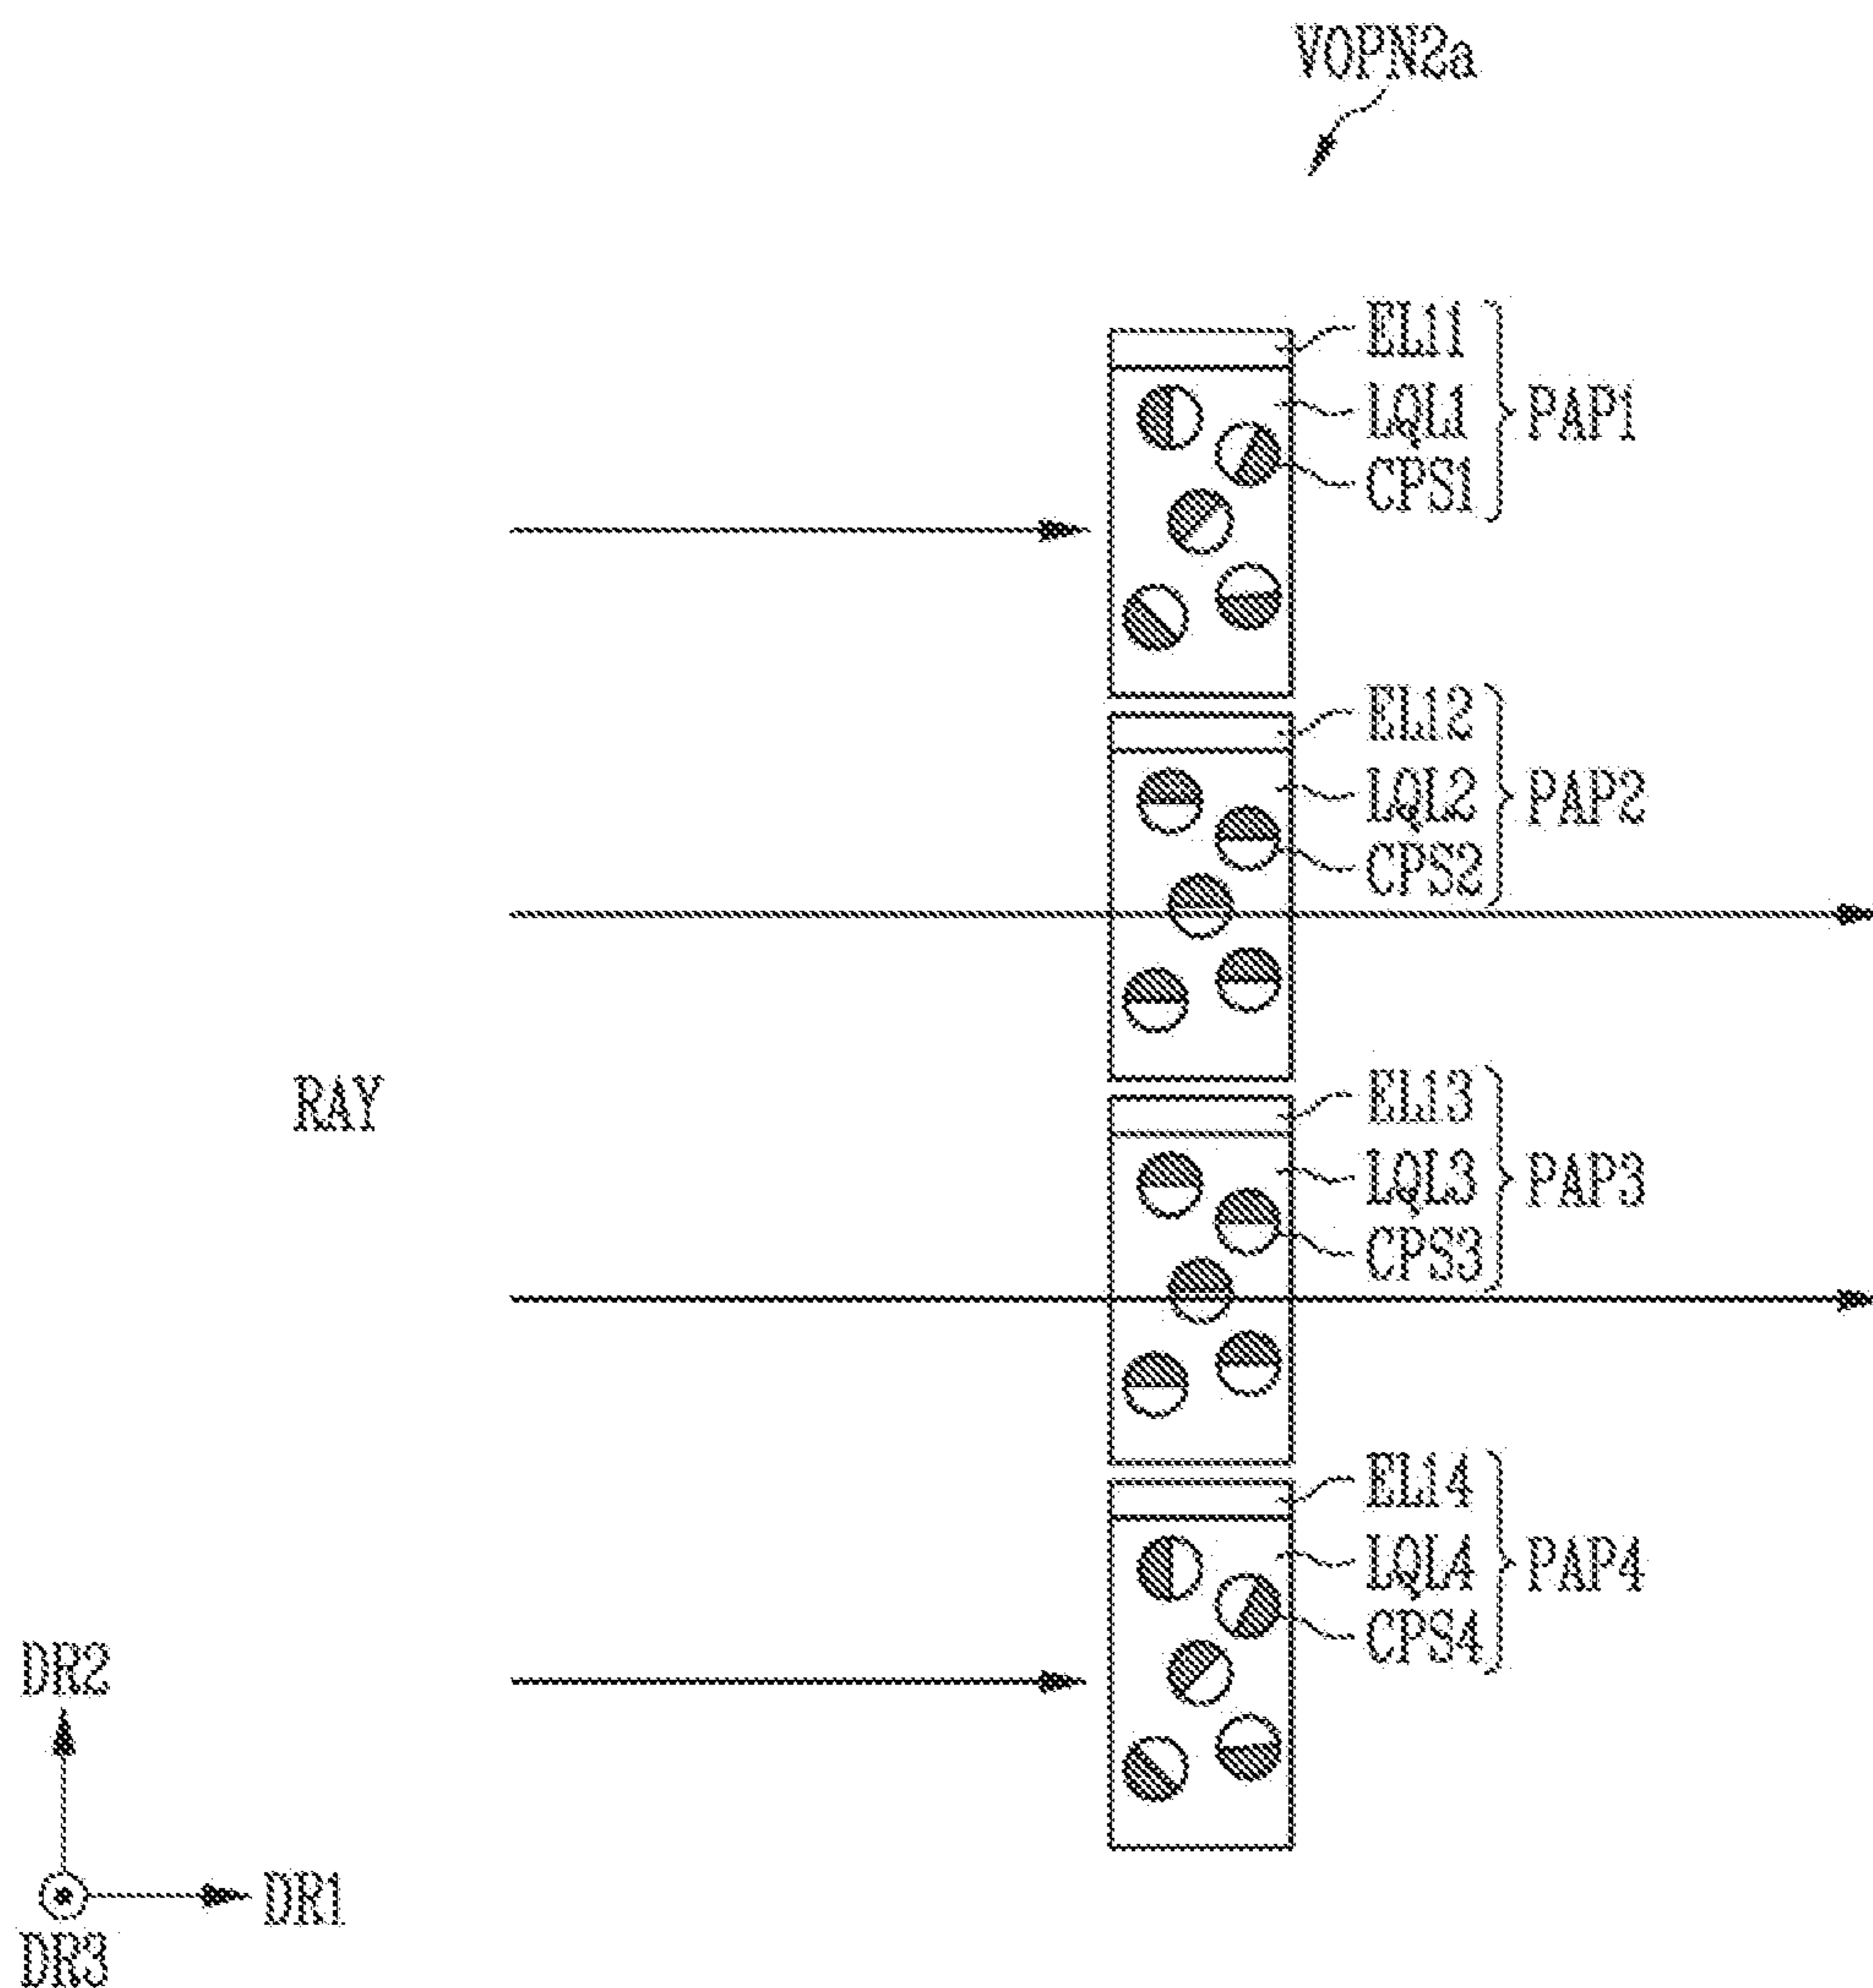 VOPN2a
EL11
LQL1
PAP1
CPS1
EL12
LQL2
PAP2
CPS2
RAY
EL13
LQL3
PAP3
CPS3
EL14
LQL4
PAP4
CPS4
DR2
DR1
DR3